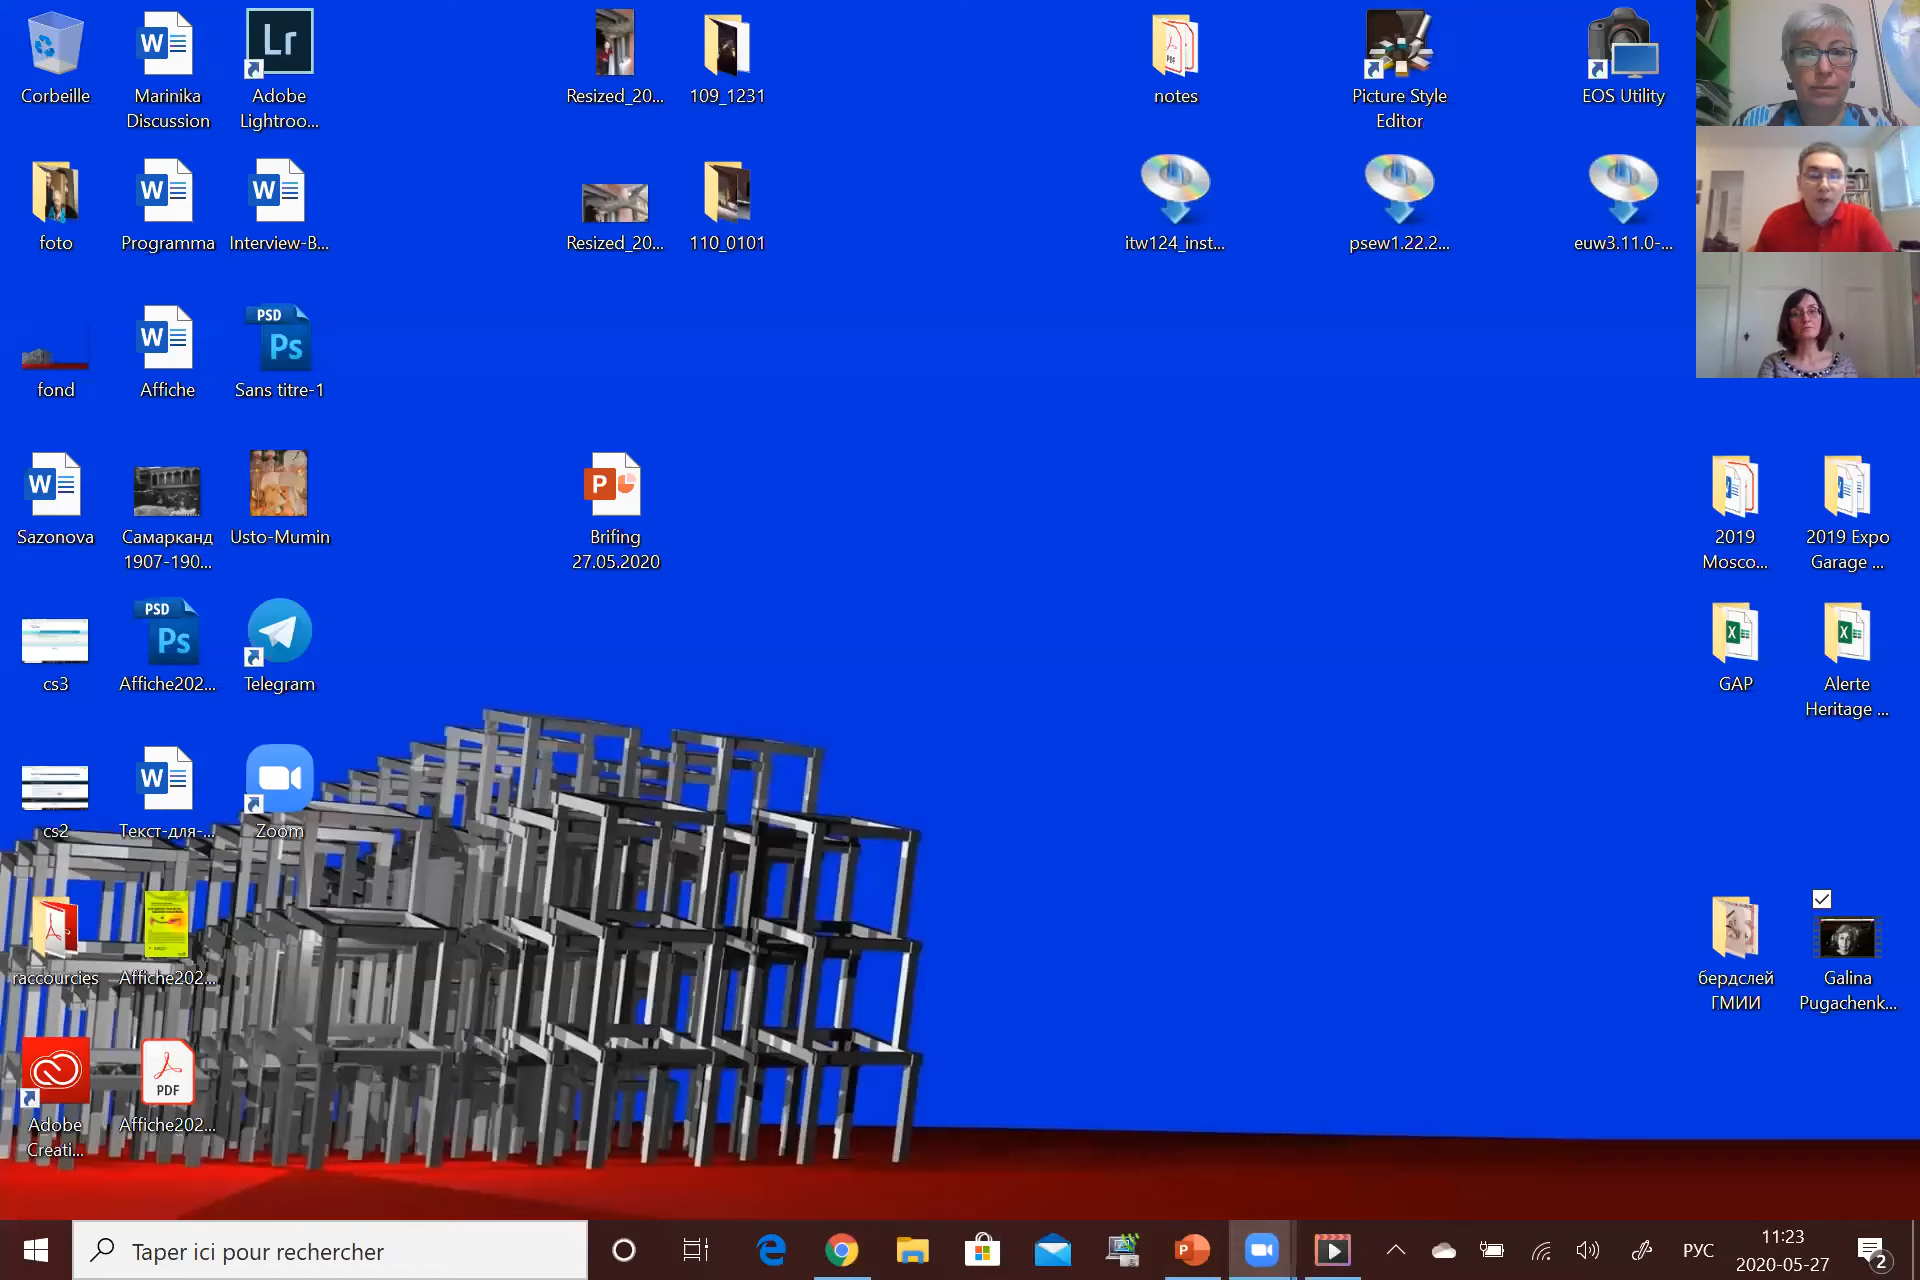 Corbeille
Marinika
Discussion
Lr
Adobe
Lightroo...
Resized_20...
109_1231
notes
Picture Style
Editor
EOS Utility
foto
Programma
Interview-B...
Resized_20...
110_0101
itw124_inst...
psew1.22.2...
euw3.11.0-...
fond
Affiche
PSD
Ps
Sans titre-1
Sazonova
Самарканд
1907-190...
Usto-Mumin
Brifing
27.05.2020
2019
Mosco...
2019 Expo
Garage ...
cs3
PSD
Ps
Affiche202...
Telegram
GAP
Alerte
Heritage ...
cs2
Текст-для-...
Zoom
raccourcies
Affiche202...
бердслей
ГМИИ
Galina
Pugachenk...
Adobe
Creati...
PDF
Affiche202...
Taper ici pour rechercher
РУС
11:23
2020-05-27
2